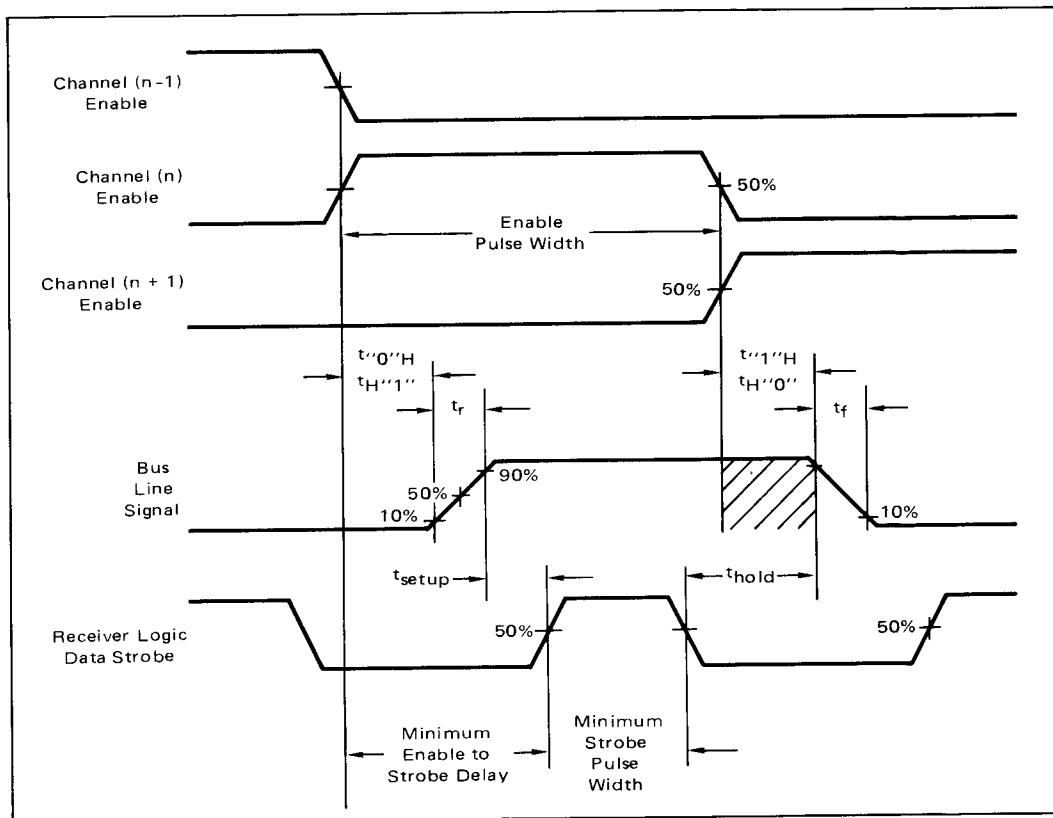 Channel (n-1)
Enable
Channel (n)
Enable
50%
Enable
Pulse Width
Channel (n + 1)
Enable
50%
t“0”H
tH“1”
tr
t“1”H
tH“0”
tf
Bus
Line
Signal
90%
50%
10%
10%
tsetup
thold
Receiver Logic
Data Strobe
50%
50%
Minimum
Enable to
Strobe Delay
Minimum
Strobe
Pulse
Width